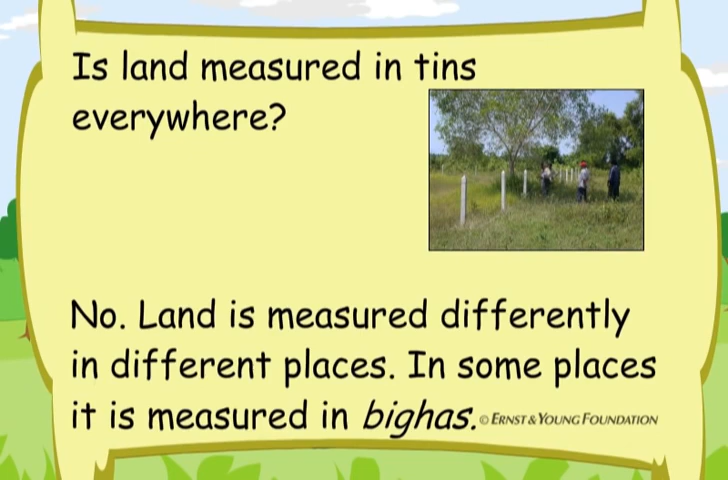 Is land measured in tins
everywhere?
No. Land is measured differently
in different places. In some places
it is measured in bighas.
© ERNST & YOUNG FOUNDATION